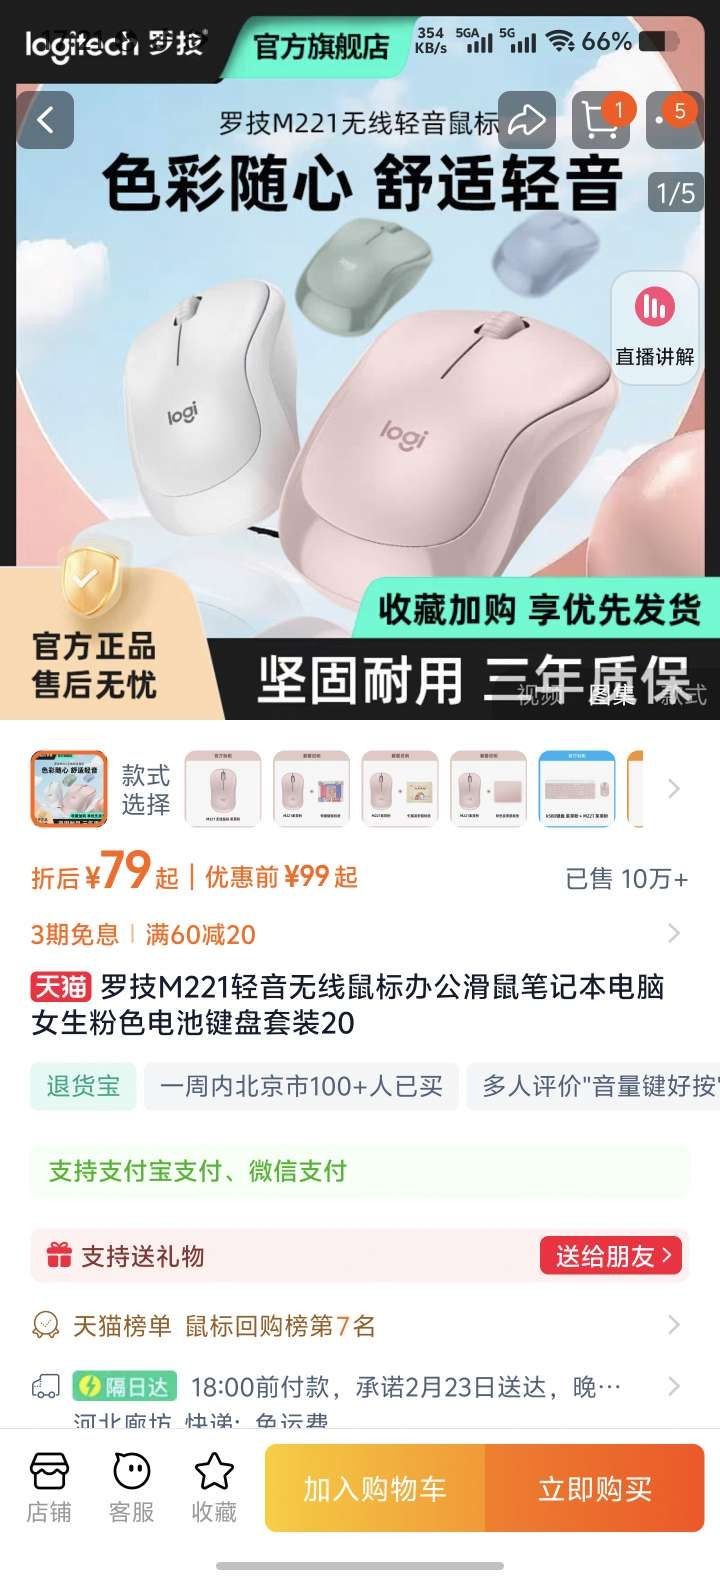 logitech 罗技
官方旗舰店
354 KB/s 5GA 5G 66%
罗技M221无线轻音鼠标
1
5
色彩随心 舒适轻音
1/5
直播讲解
logi
logi
logi
收藏加购 享优先发货
官方正品
售后无忧
坚固耐用 三年质保
视频 图集 款式
款式
选择
折后¥79起 | 优惠前¥99起
已售 10万+
3期免息 | 满60减20
天猫 罗技M221轻音无线鼠标办公滑鼠笔记本电脑
女生粉色电池键盘套装20
退货宝 一周内北京市100+人已买 多人评价"音量键好按"
支持支付宝支付、微信支付
支持送礼物
送给朋友
天猫榜单 鼠标回购榜第7名
隔日达 18:00前付款，承诺2月23日送达，晚…
河北廊坊 快递：免运费
店铺
客服
收藏
加入购物车
立即购买